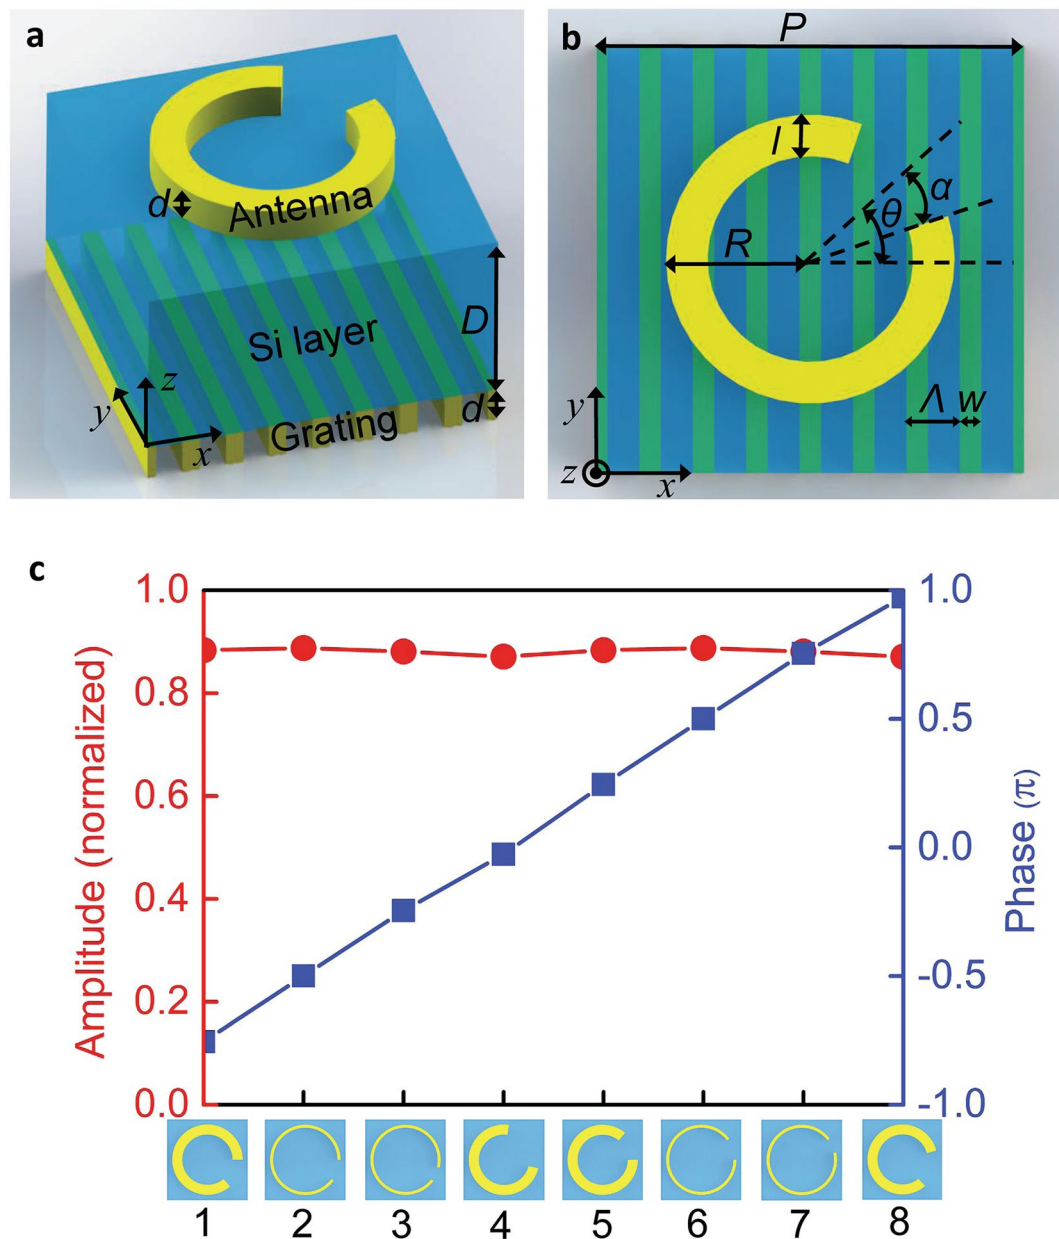 a
d
Antenna
Si layer
D
z
y
x
Grating
d
b
P
l
α
θ
R
Λ
w
y
z
x
c
Amplitude (normalized)
1.0
0.8
0.6
0.4
0.2
0.0
1.0
0.5
0.0
-0.5
-1.0
Phase (π)
1 2 3 4 5 6 7 8